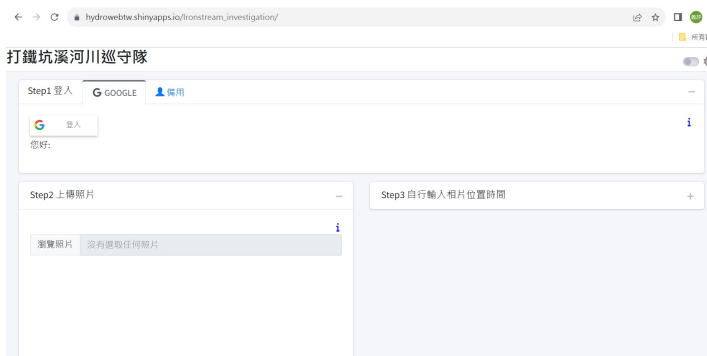 hydrowebtw.shinyapps.io/Ironstream_investigation/
打鐵坑溪河川巡守隊
Step1 登入
GOOGLE
備用
登入
您好:
Step2 上傳照片
Step3 自行輸入相片位置時間
瀏覽照片
沒有選取任何照片